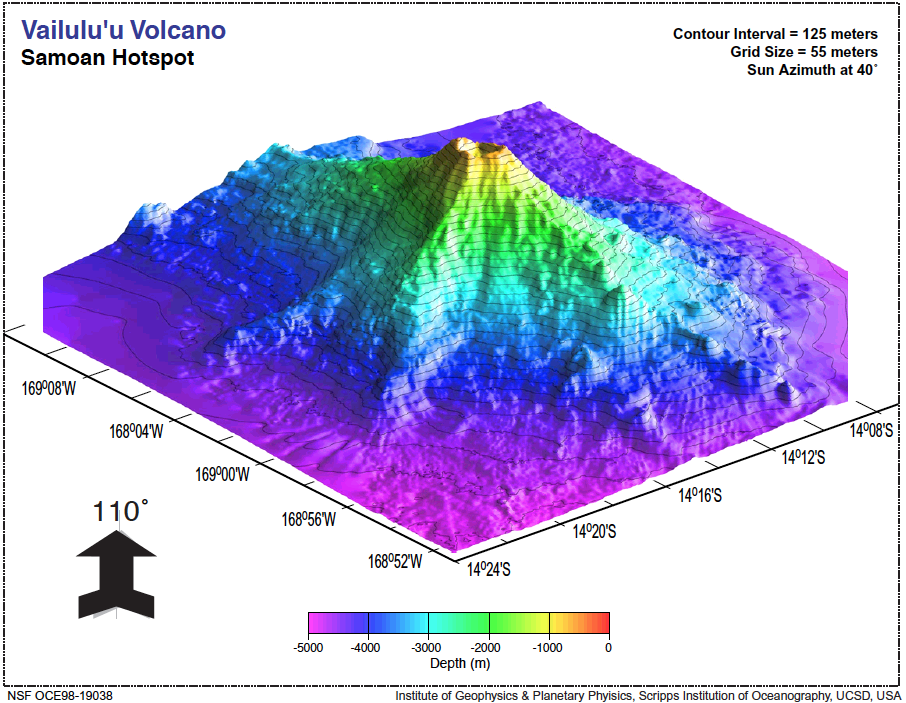 Vailulu'u Volcano
Samoan Hotspot
Contour Interval = 125 meters
Grid Size = 55 meters
Sun Azimuth at 40˚
169⁰08'W
168⁰04'W
169⁰00'W
168⁰56'W
168⁰52'W
14⁰08'S
14⁰12'S
14⁰16'S
14⁰20'S
14⁰24'S
110˚
-5000 -4000 -3000 -2000 -1000 0
Depth (m)
NSF OCE98-19038
Institute of Geophysics & Planetary Phyisics, Scripps Institution of Oceanography, UCSD, USA